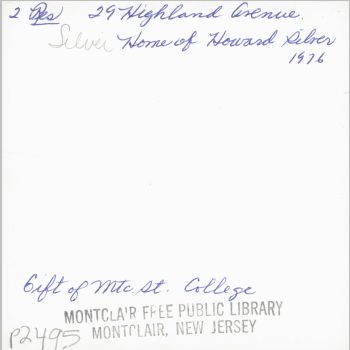 2 Res 29 Highland Avenue.
Silver Home of Howard Silver
1976
Gift of Mtc. St. College
MONTCLAIR FREE PUBLIC LIBRARY
MONTCLAIR, NEW JERSEY
P2495